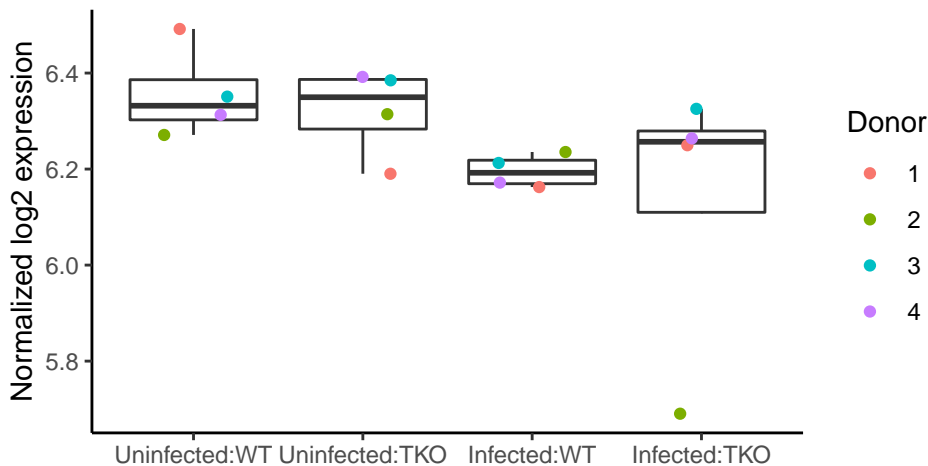 Normalized log2 expression
6.4
6.2
6.0
5.8
Uninfected:WT Uninfected:TKO Infected:WT Infected:TKO
Donor
1
2
3
4